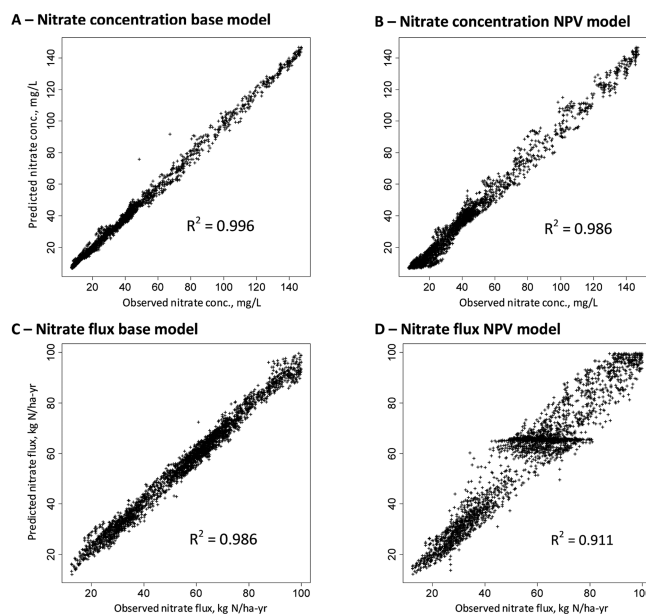 A – Nitrate concentration base model
B – Nitrate concentration NPV model
Predicted nitrate conc., mg/L
140
120
100
80
60
40
20
R² = 0.996
20 40 60 80 100 120 140
Observed nitrate conc., mg/L
140
120
100
80
60
40
20
R² = 0.986
20 40 60 80 100 120 140
Observed nitrate conc., mg/L
C – Nitrate flux base model
D – Nitrate flux NPV model
Predicted nitrate flux, kg N/ha-yr
100
80
60
40
20
R² = 0.986
20 40 60 80 100
Observed nitrate flux, kg N/ha-yr
100
80
60
40
20
R² = 0.911
20 40 60 80 100
Observed nitrate flux, kg N/ha-yr